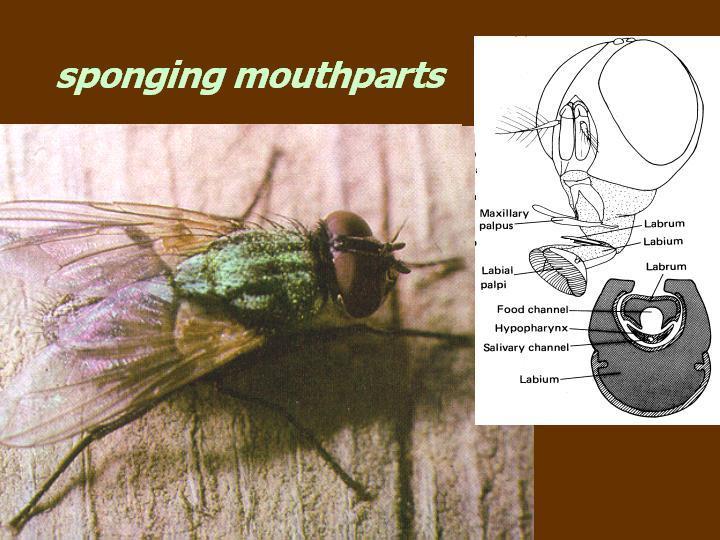 sponging mouthparts
Maxillary
palpus
Labrum
Labium
Labial
palpi
Labrum
Food channel
Hypopharynx
Salivary channel
Labium